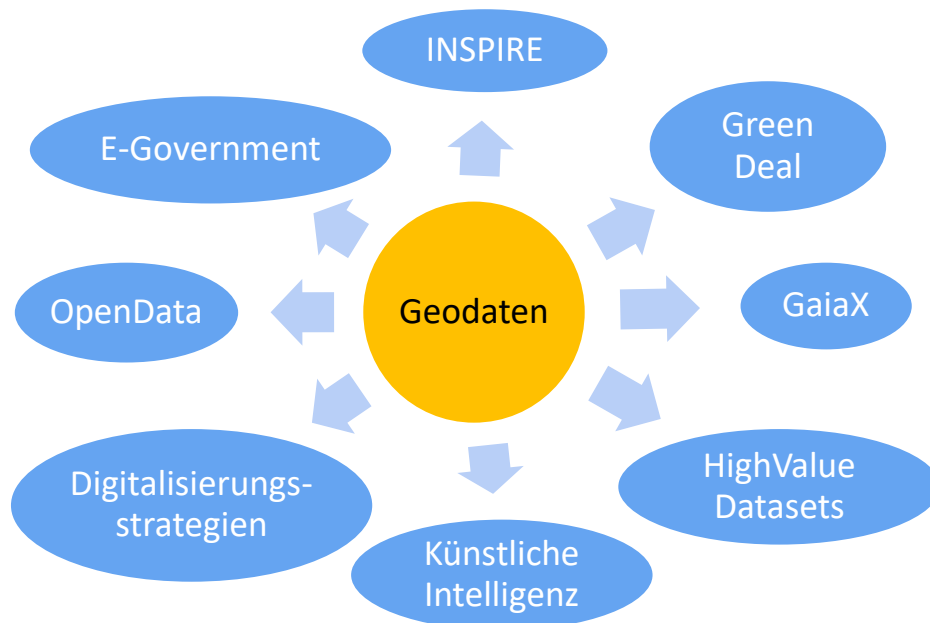 INSPIRE
Green
Deal
E-Government
OpenData
Geodaten
GaiaX
HighValue
Datasets
Digitalisierungs-
strategien
Künstliche
Intelligenz